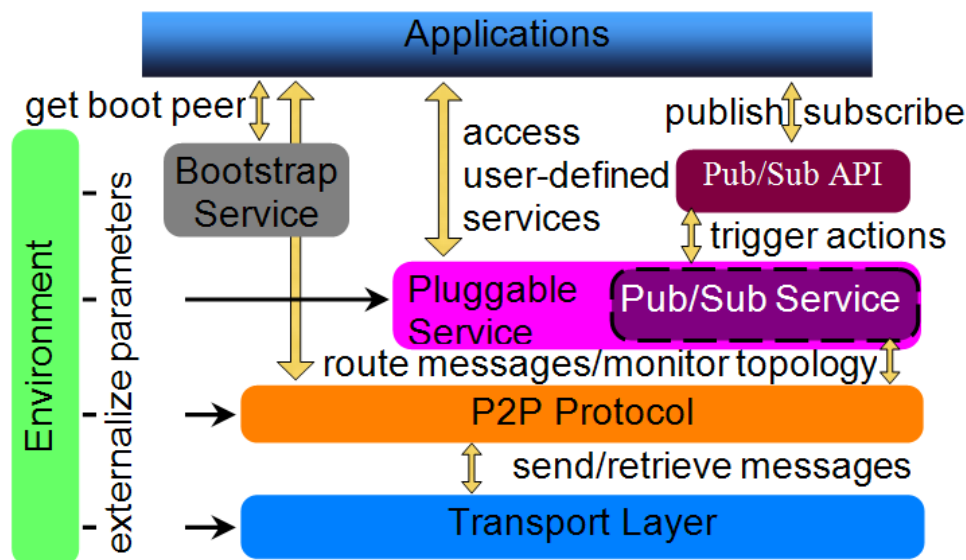 Applications
get boot peer
publish subscribe
access
user-defined
services
Bootstrap
Service
Pub/Sub API
trigger actions
Environment
externalize parameters
Pluggable
Service
Pub/Sub Service
route messages/monitor topology
P2P Protocol
send/retrieve messages
Transport Layer